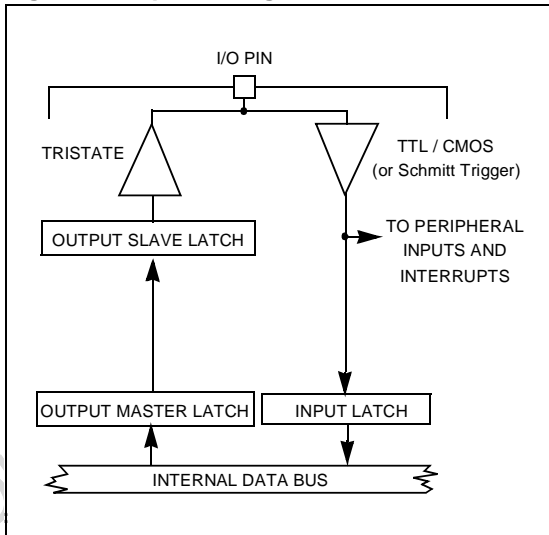 I/O PIN
TRISTATE
TTL / CMOS
(or Schmitt Trigger)
TO PERIPHERAL
INPUTS AND
INTERRUPTS
OUTPUT SLAVE LATCH
OUTPUT MASTER LATCH
INPUT LATCH
INTERNAL DATA BUS